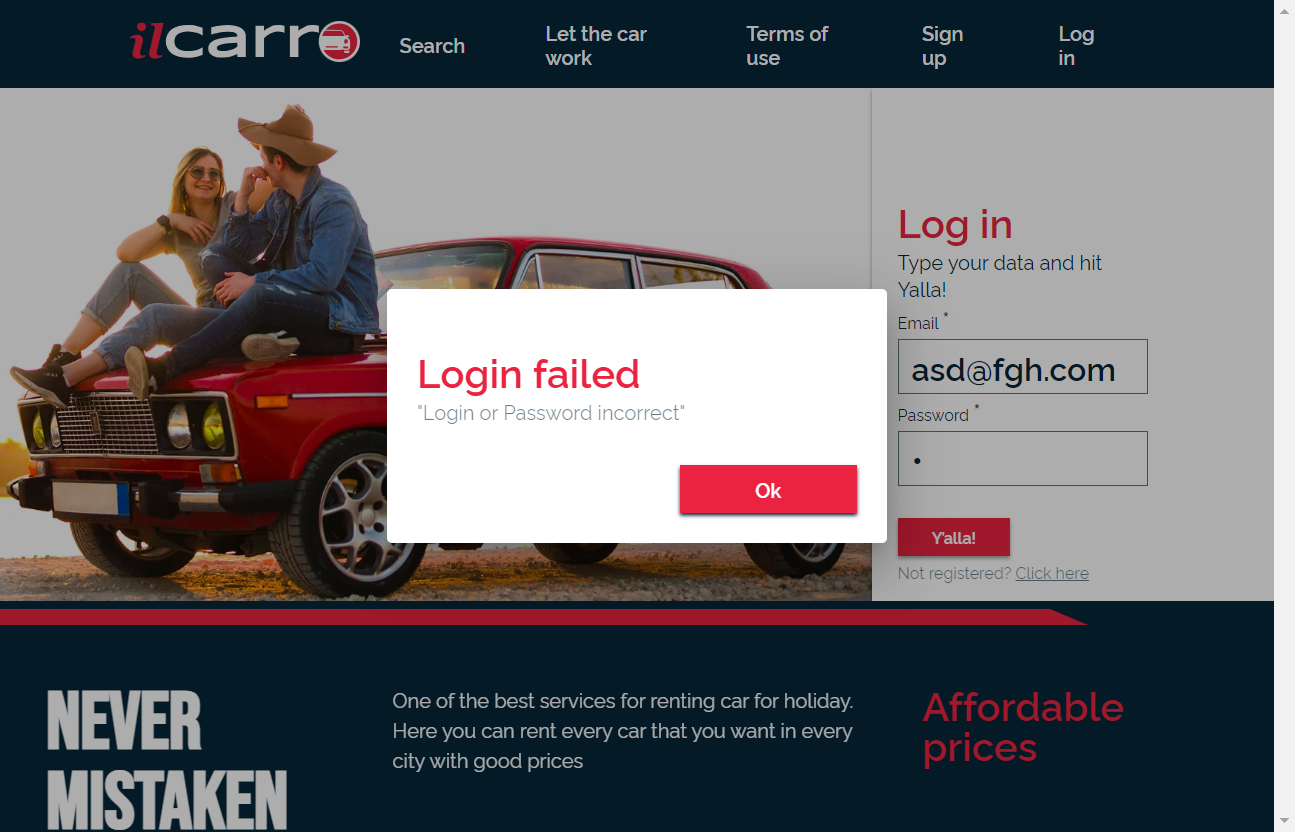 ilcarro
Search
Let the car
work
Terms of
use
Sign
up
Log
in
Log in
Type your data and hit
Yalla!
Email *
asd@fgh.com
Password *
•
Y'alla!
Not registered? Click here
Login failed
"Login or Password incorrect"
Ok
NEVER
MISTAKEN
One of the best services for renting car for holiday.
Here you can rent every car that you want in every
city with good prices
Affordable
prices